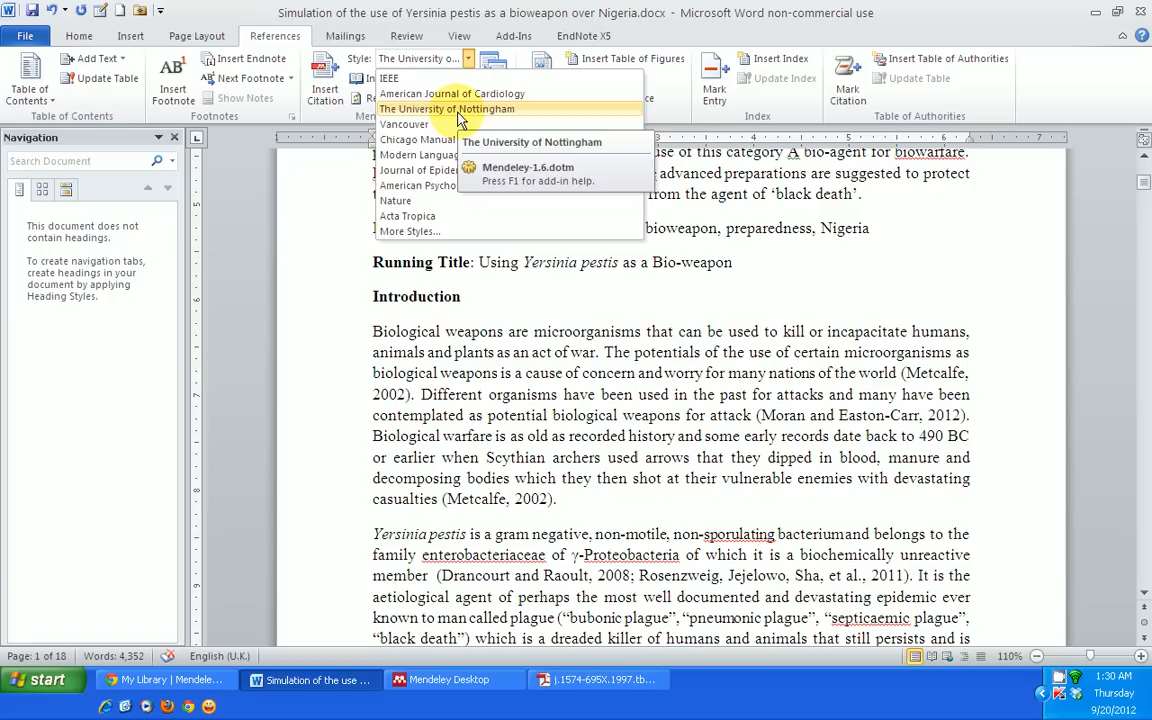 Simulation of the use of Yersinia pestis as a bioweapon over Nigeria.docx - Microsoft Word non-commercial use
File Home Insert Page Layout References Mailings Review View Add-Ins EndNote X5
Add Text
Update Table
Table of
Contents
Table of Contents
AB
Insert
Footnote
Insert Endnote
Next Footnote
Show Notes
Footnotes
Insert
Citation
Style: The University o...
IEEE
American Journal of Cardiology
The University of Nottingham
Vancouver
Chicago Manual
Modern Languag
Journal of Epide
American Psycho
Nature
Acta Tropica
More Styles...
The University of Nottingham
Mendeley-1.6.dotm
Press F1 for add-in help.
Insert Table of Figures
Mark
Entry
Insert Index
Update Index
Index
Mark
Citation
Insert Table of Authorities
Update Table
Table of Authorities
Navigation
Search Document
This document does not
contain headings.
To create navigation tabs,
create headings in your
document by applying
Heading Styles.
1 2 3 4 5 6 7
use of this category A bio-agent for biowarfare.
advanced preparations are suggested to protect
from the agent of ‘black death’.
bioweapon, preparedness, Nigeria
Running Title: Using Yersinia pestis as a Bio-weapon
Introduction
Biological weapons are microorganisms that can be used to kill or incapacitate humans,
animals and plants as an act of war. The potentials of the use of certain microorganisms as
biological weapons is a cause of concern and worry for many nations of the world (Metcalfe,
2002). Different organisms have been used in the past for attacks and many have been
contemplated as potential biological weapons for attack (Moran and Easton-Carr, 2012).
Biological warfare is as old as recorded history and some early records date back to 490 BC
or earlier when Scythian archers used arrows that they dipped in blood, manure and
decomposing bodies which they then shot at their vulnerable enemies with devastating
casualties (Metcalfe, 2002).
Yersinia pestis is a gram negative, non-motile, non-sporulating bacterium and belongs to the
family enterobacteriaceae of γ-Proteobacteria of which it is a biochemically unreactive
member (Drancourt and Raoult, 2008; Rosenzweig, Jejelowo, Sha, et al., 2011). It is the
aetiological agent of perhaps the most well documented and devastating epidemic ever
known to man called plague (“bubonic plague”, “pneumonic plague”, “septicaemic plague”,
“black death”) which is a dreaded killer of humans and animals that still persists and is
Page: 1 of 18 Words: 4,352 English (U.K.) 110%
start My Library | Mendele... Simulation of the use ... Mendeley Desktop j.1574-695X.1997.tb...
1:30 AM
Thursday
9/20/2012